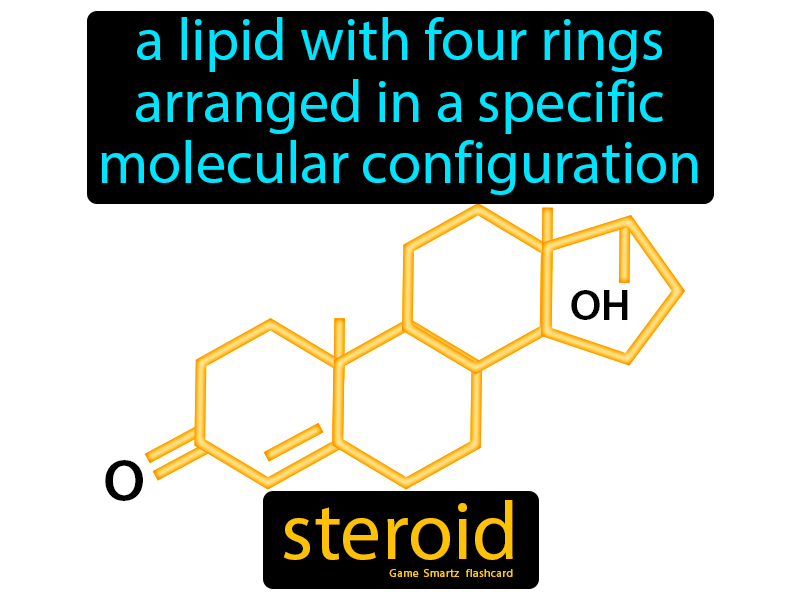 a lipid with four rings
arranged in a specific
molecular configuration
OH
O
steroid
Game Smartz flashcard